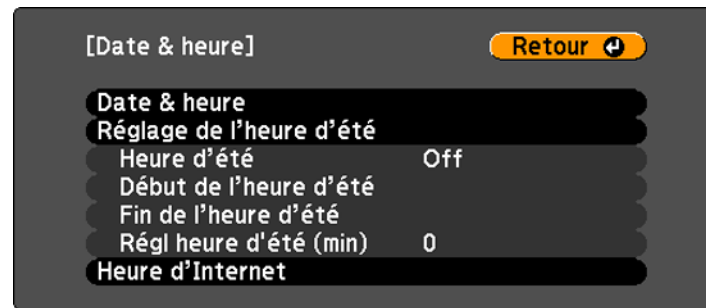 [Date & heure] Retour
Date & heure
Réglage de l’heure d’été
Heure d’été Off
Début de l’heure d’été
Fin de l’heure d’été
Régl heure d'été (min) 0
Heure d’Internet